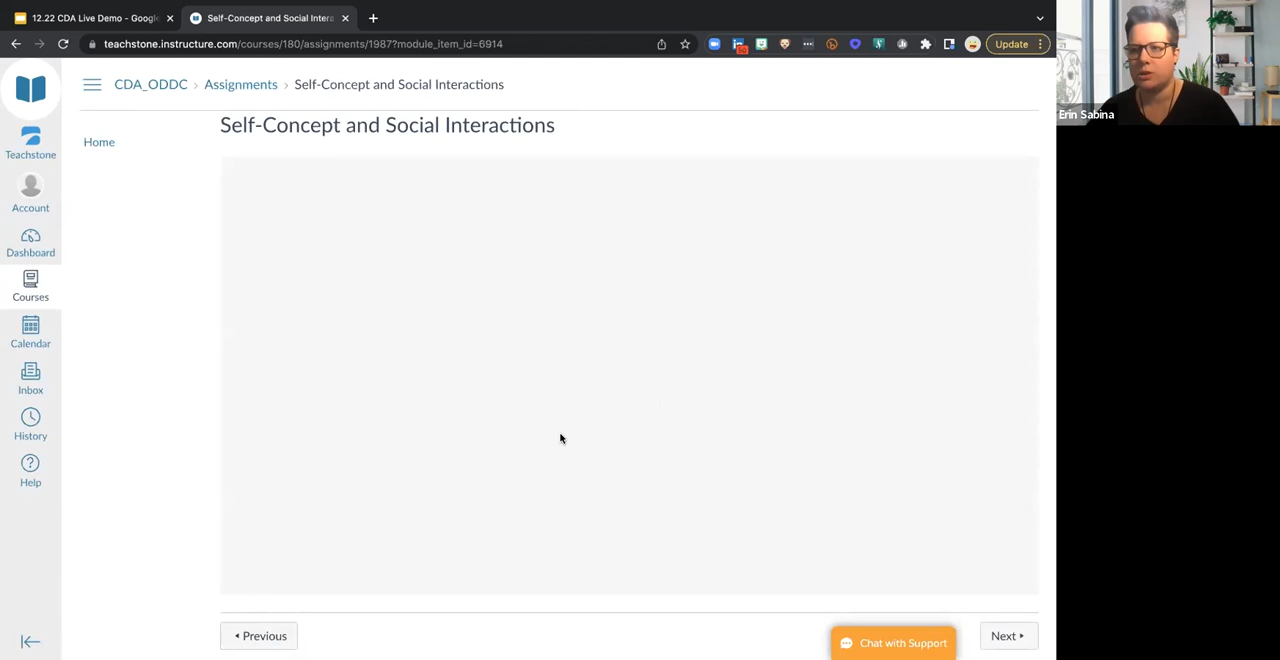 12.22 CDA Live Demo - Google
Self-Concept and Social Intera
Update
teachstone.instructure.com/courses/180/assignments/1987?module_item_id=6914
Erin Sabina
CDA_ODDC › Assignments › Self-Concept and Social Interactions
Self-Concept and Social Interactions
Home
Teachstone
Account
Dashboard
Courses
Calendar
Inbox
History
Help
Previous
Chat with Support
Next